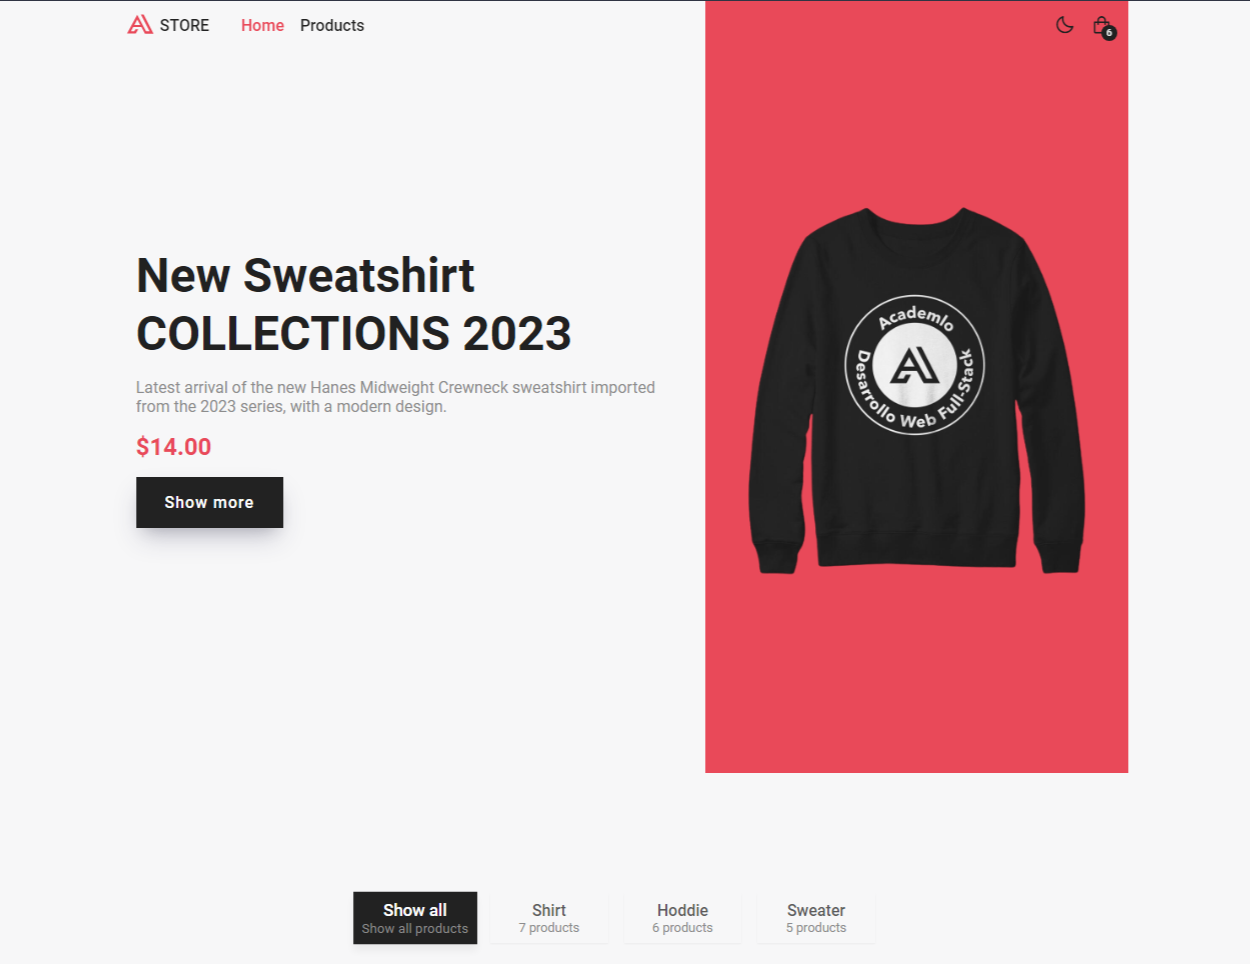 STORE
Home
Products
6
New Sweatshirt
COLLECTIONS 2023
Latest arrival of the new Hanes Midweight Crewneck sweatshirt imported
from the 2023 series, with a modern design.
$14.00
Show more
Academlo
Desarrollo Web Full-Stack
Show all
Show all products
Shirt
7 products
Hoddie
6 products
Sweater
5 products